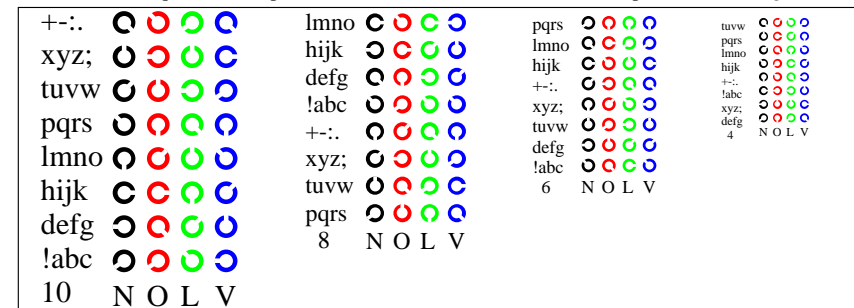 +-:.
xyz;
tuvw
pqrs
lmno
hijk
defg
!abc
10 N O L V
lmno
hijk
defg
!abc
+-:.
xyz;
tuvw
pqrs
8 N O L V
pqrs
lmno
hijk
+-:.
xyz;
tuvw
defg
!abc
6 N O L V
tuvw
pqrs
lmno
hijk
+-:.
!abc
xyz;
defg
4 N O L V